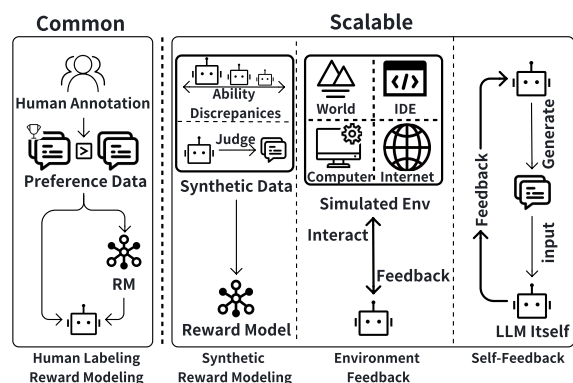 Common
Human Annotation
Preference Data
RM
Human Labeling
Reward Modeling
Scalable
Ability
Discrepanices
Judge
Synthetic Data
Reward Model
Synthetic
Reward Modeling
World
IDE
Computer
Internet
Simulated Env
Interact
Feedback
Environment
Feedback
Generate
Feedback
input
LLM Itself
Self-Feedback